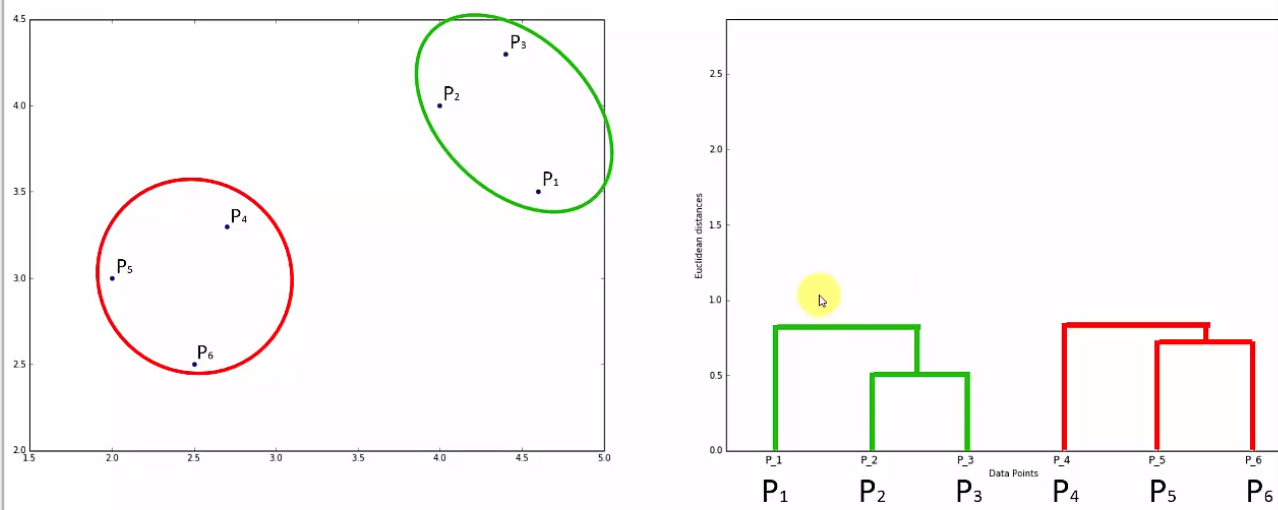 4.5
4.0
3.5
3.0
2.5
2.0
1.5 2.0 2.5 3.0 3.5 4.0 4.5 5.0
P3
P2
P1
P4
P5
P6
2.5
2.0
1.5
1.0
0.5
0.0
Euclidean distances
P_1 P_2 P_3 P_4 P_5 P_6
Data Points
P1 P2 P3 P4 P5 P6